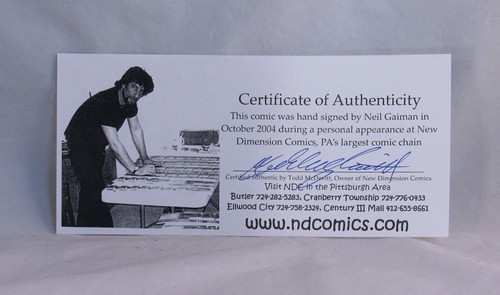 Certificate of Authenticity
This comic was hand signed by Neil Gaiman in
October 2004 during a personal appearance at New
Dimension Comics, PA's largest comic chain
Certified authentic by Todd McDevitt, Owner of New Dimension Comics
Visit NDC in the Pittsburgh Area
Butler 724-282-5283, Cranberry Township 724-776-0433
Ellwood City 724-758-2324, Century III Mall 412-655-8661
www.ndcomics.com